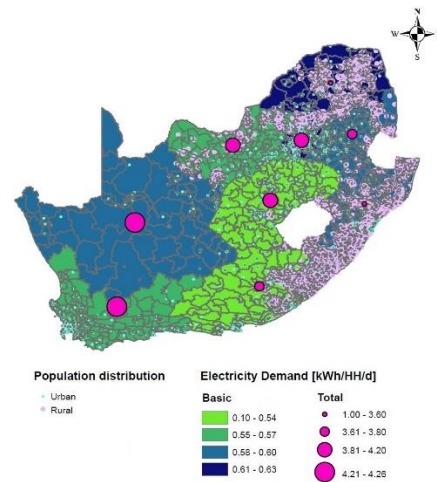 N
W
S
Population distribution
Urban
Rural
Electricity Demand [kWh/HH/d]
Basic
0.10 - 0.54
0.55 - 0.57
0.58 - 0.60
0.61 - 0.63
Total
1.00 - 3.60
3.61 - 3.80
3.81 - 4.20
4.21 - 4.26